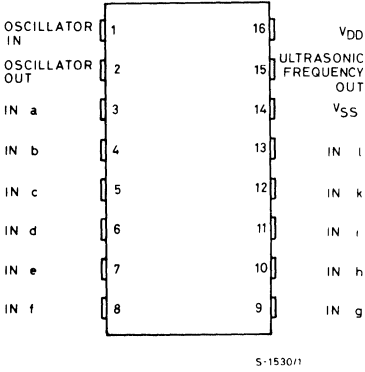 OSCILLATOR
IN
1
OSCILLATOR
OUT
2
IN a 3
IN b 4
IN c 5
IN d 6
IN e 7
IN f 8
16 VDD
15 ULTRASONIC
FREQUENCY
OUT
14 VSS
13 IN l
12 IN k
11 IN i
10 IN h
9 IN g
S-1530/1